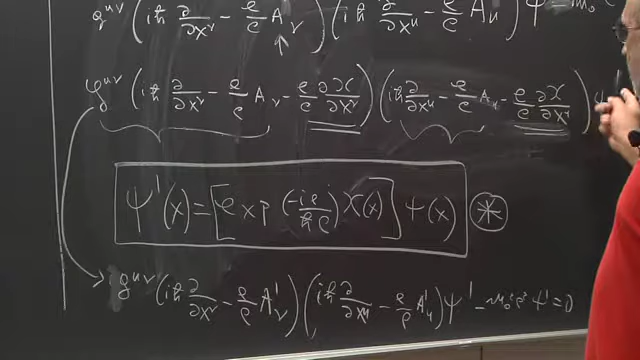 g^{μν} (iℏ ∂/∂x^ν − e/c A_ν) (iℏ ∂/∂x^μ − e/c A_μ) ψ = m₀
g^{μν} (iℏ ∂/∂x^ν − e/c A_ν − e/c ∂χ/∂x^ν) (iℏ ∂/∂x^μ − e/c A_μ − e/c ∂χ/∂x^μ) ψ'
ψ'(x) = [exp (−ie/ℏc) χ(x)] ψ(x) ⊛
g^{μν} (iℏ ∂/∂x^ν − e/c A'_ν) (iℏ ∂/∂x^μ − e/c A'_μ) ψ' − m₀²c² ψ' = 0